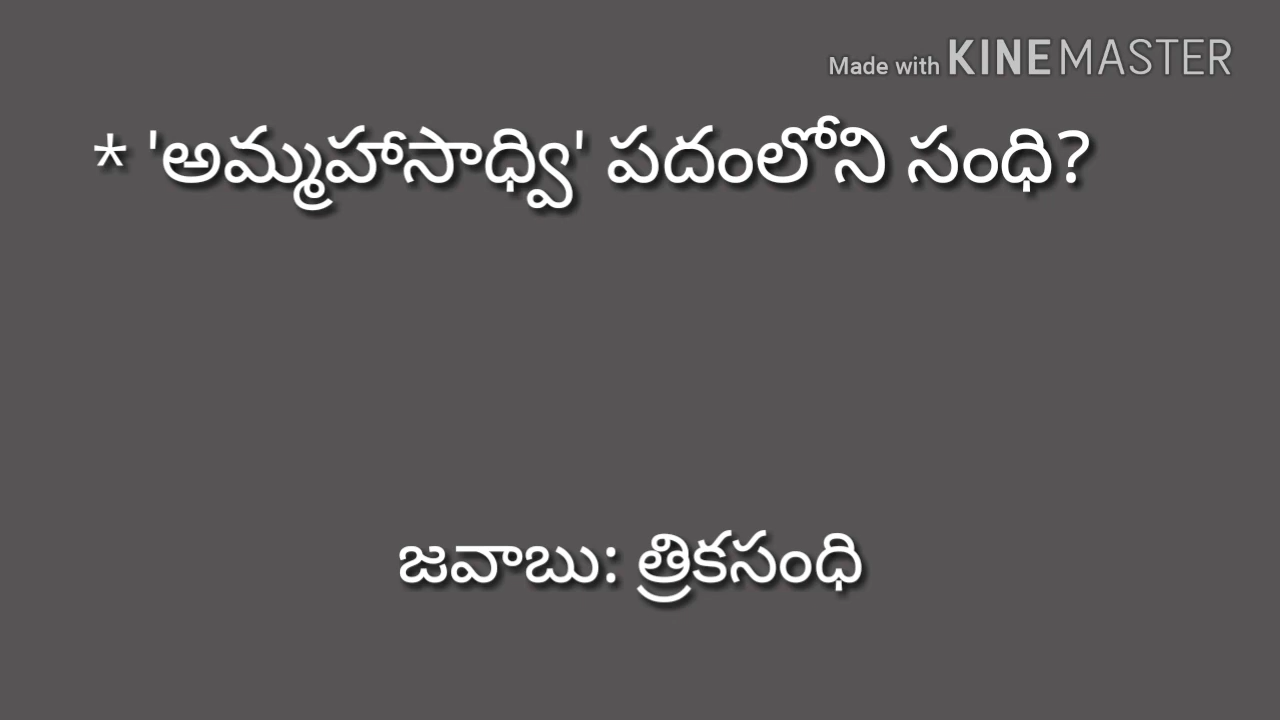 Made with KINEMASTER
* 'అమ్మహాసాధ్వి' పదంలోని సంధి?
జవాబు: త్రికసంధి